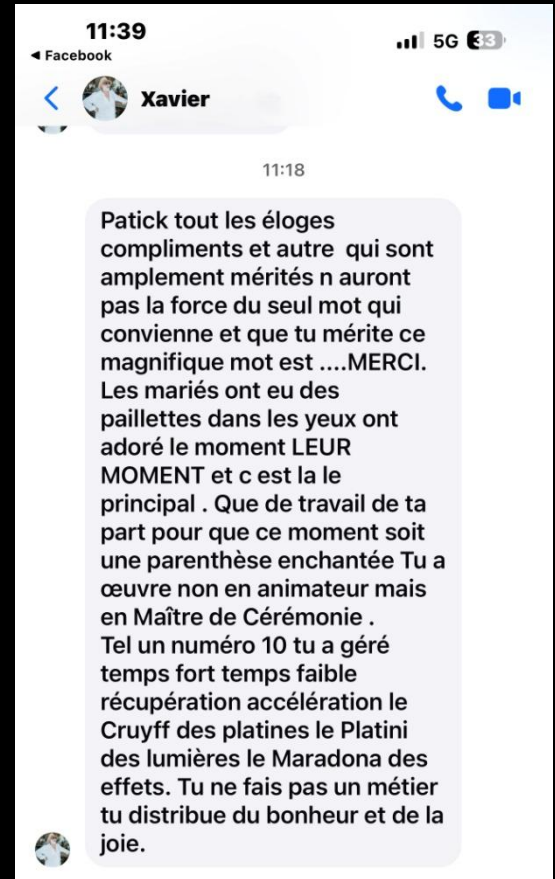 11:39
5G 33
◀ Facebook
Xavier
11:18
Patick tout les éloges
compliments et autre  qui sont
amplement mérités n auront
pas la force du seul mot qui
convienne et que tu mérite ce
magnifique mot est ....MERCI.
Les mariés ont eu des
paillettes dans les yeux ont
adoré le moment LEUR
MOMENT et c est la le
principal . Que de travail de ta
part pour que ce moment soit
une parenthèse enchantée Tu a
œuvre non en animateur mais
en Maître de Cérémonie .
Tel un numéro 10 tu a géré
temps fort temps faible
récupération accélération le
Cruyff des platines le Platini
des lumières le Maradona des
effets. Tu ne fais pas un métier
tu distribue du bonheur et de la
joie.